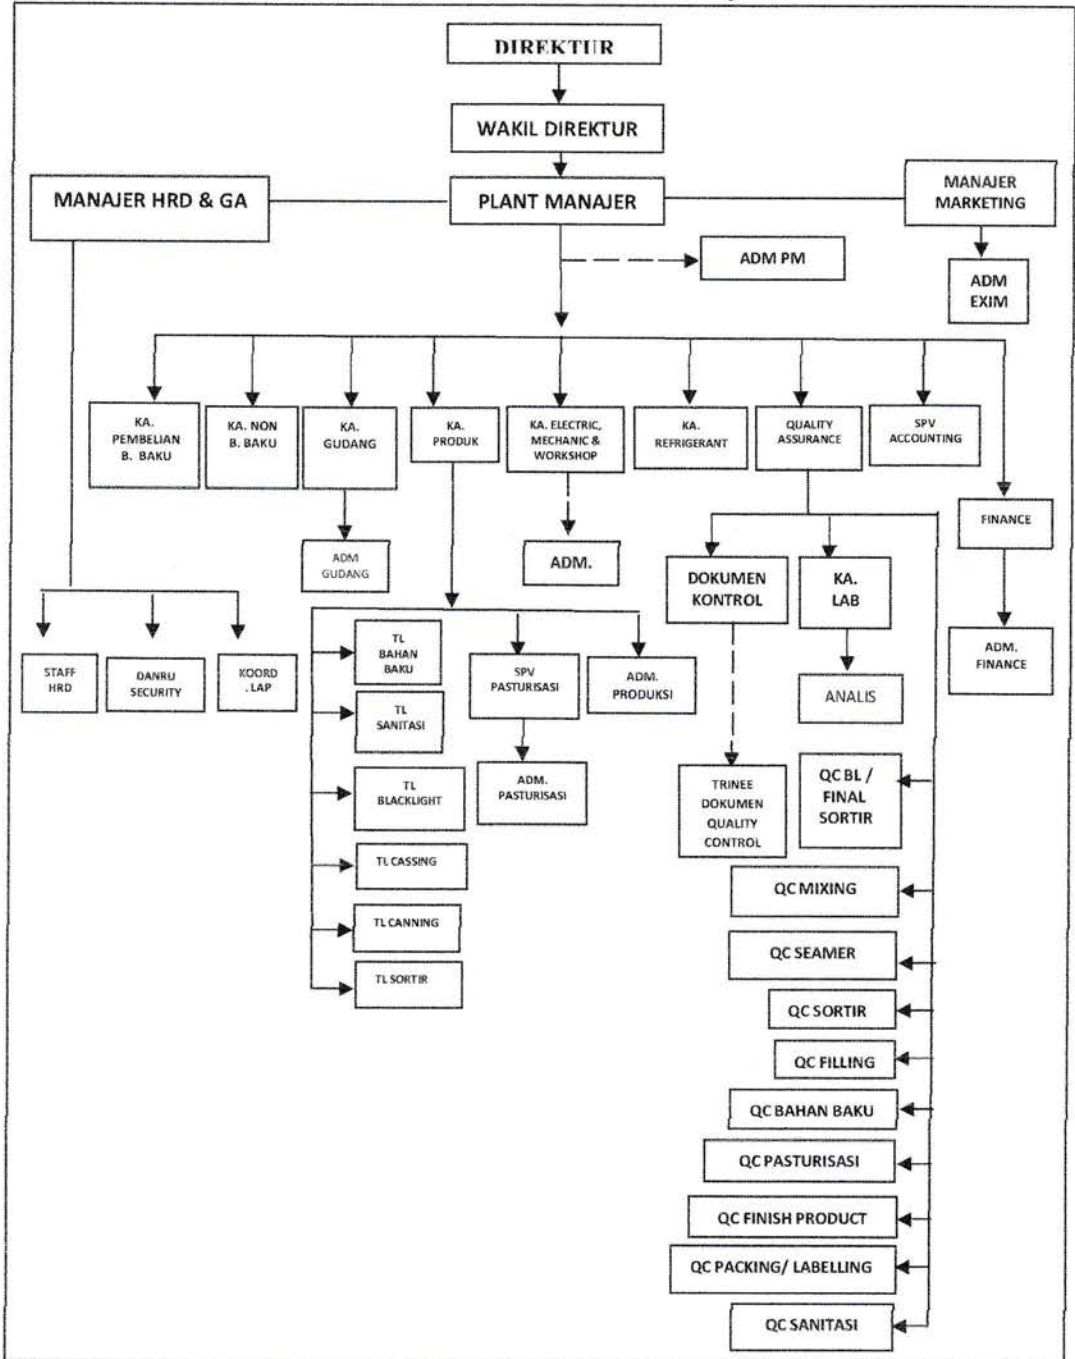 DIREKTUR
WAKIL DIREKTUR
MANAJER HRD & GA
PLANT MANAJER
MANAJER
MARKETING
ADM PM
ADM
EXIM
KA.
PEMBELIAN
B. BAKU
KA. NON
B. BAKU
KA.
GUDANG
KA.
PRODUK
KA. ELECTRIC,
MECHANIC &
WORKSHOP
KA.
REFRIGERANT
QUALITY
ASSURANCE
SPV
ACCOUNTING
FINANCE
ADM
GUDANG
ADM.
DOKUMEN
KONTROL
KA.
LAB
ADM.
FINANCE
STAFF
HRD
DANRU
SECURITY
KOORD
. LAP
TL
BAHAN
BAKU
SPV
PASTURISASI
ADM.
PRODUKSI
ANALIS
TL
SANITASI
TL
BLACKLIGHT
ADM.
PASTURISASI
TRINEE
DOKUMEN
QUALITY
CONTROL
QC BL /
FINAL
SORTIR
TL CASSING
TL CANNING
TL SORTIR
QC MIXING
QC SEAMER
QC SORTIR
QC FILLING
QC BAHAN BAKU
QC PASTURISASI
QC FINISH PRODUCT
QC PACKING/ LABELLING
QC SANITASI